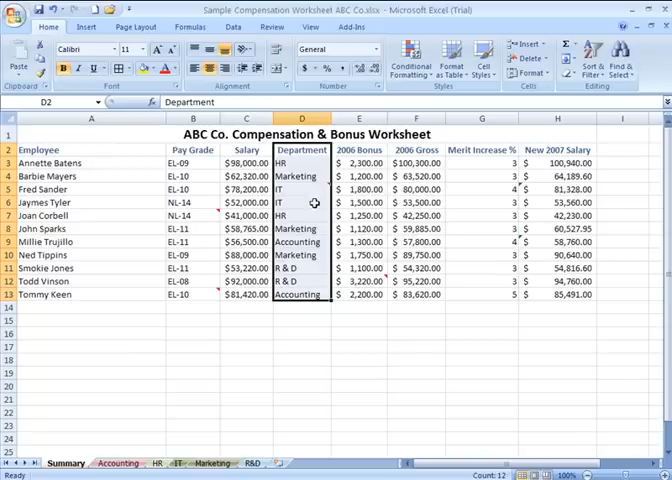 Sample Compensation Worksheet ABC Co.xlsx - Microsoft Excel (Trial)
Home Insert Page Layout Formulas Data Review View Add-Ins
Paste
Calibri 11
B I U
General
$ % ,
Conditional Formatting Format as Table Cell Styles
Insert
Delete
Format
Σ
Sort & Filter Find & Select
Clipboard Font Alignment Number Styles Cells Editing
D2 fx Department
A B C D E F G H I
1 ABC Co. Compensation & Bonus Worksheet
2 Employee Pay Grade Salary Department 2006 Bonus 2006 Gross Merit Increase % New 2007 Salary
3 Annette Batens EL-09 $98,000.00 HR $ 2,300.00 $100,300.00 3 $ 100,940.00
4 Barbie Mayers EL-10 $62,320.00 Marketing $ 1,200.00 $ 63,520.00 3 $ 64,189.60
5 Fred Sander EL-10 $78,200.00 IT $ 1,800.00 $ 80,000.00 4 $ 81,328.00
6 Jaymes Tyler NL-14 $52,000.00 IT $ 1,500.00 $ 53,500.00 3 $ 53,560.00
7 Joan Corbell NL-14 $41,000.00 HR $ 1,250.00 $ 42,250.00 3 $ 42,230.00
8 John Sparks EL-11 $58,765.00 Marketing $ 1,120.00 $ 59,885.00 3 $ 60,527.95
9 Millie Trujillo EL-11 $56,500.00 Accounting $ 1,300.00 $ 57,800.00 4 $ 58,760.00
10 Ned Tippins EL-09 $88,000.00 Marketing $ 1,750.00 $ 89,750.00 3 $ 90,640.00
11 Smokie Jones EL-11 $53,220.00 R & D $ 1,100.00 $ 54,320.00 3 $ 54,816.60
12 Todd Vinson EL-08 $92,000.00 R & D $ 3,220.00 $ 95,220.00 3 $ 94,760.00
13 Tommy Keen EL-10 $81,420.00 Accounting $ 2,200.00 $ 83,620.00 5 $ 85,491.00
14
15
16
17
18
19
20
21
22
23
24
25
Summary Accounting HR IT Marketing R&D
Ready Count: 12 100%